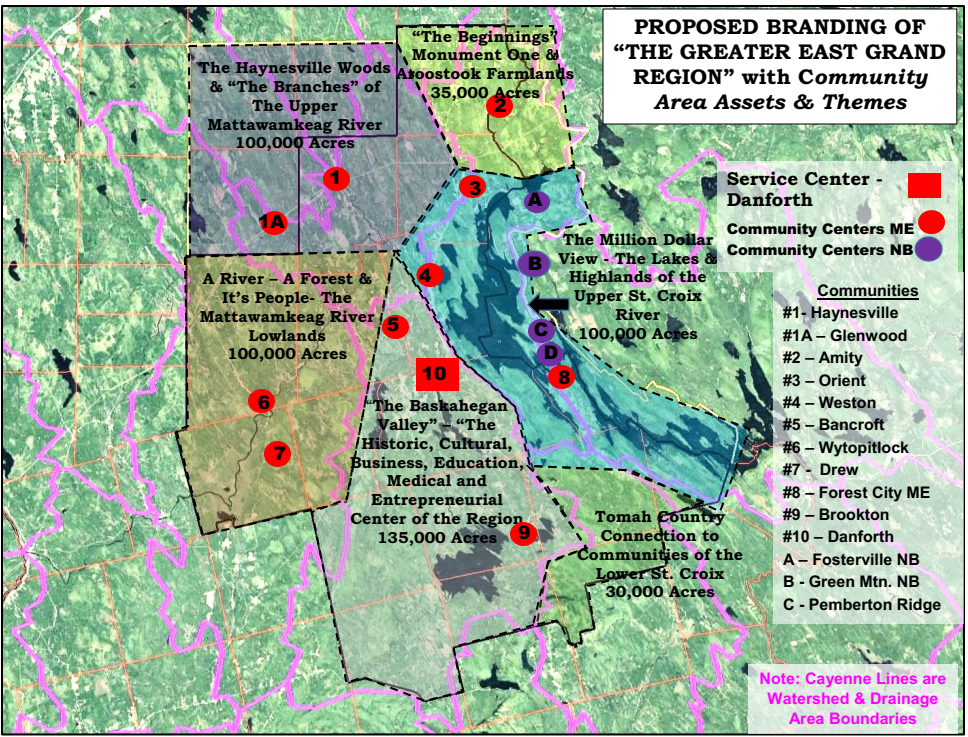 PROPOSED BRANDING OF
“THE GREATER EAST GRAND
REGION” with Community
Area Assets & Themes
“The Beginnings”
Monument One &
Aroostook Farmlands
35,000 Acres
2
The Haynesville Woods
& “The Branches” of
The Upper
Mattawamkeag River
100,000 Acres
1
1A
3
A
B
4
The Million Dollar
View - The Lakes &
Highlands of the
Upper St. Croix
River
100,000 Acres
C
D
8
A River – A Forest &
It’s People- The
Mattawamkeag River
Lowlands
100,000 Acres
5
10
6
7
“The Baskahegan
Valley” – “The
Historic, Cultural,
Business, Education,
Medical and
Entrepreneurial
Center of the Region
135,000 Acres
9
Tomah Country
Connection to
Communities of the
Lower St. Croix
30,000 Acres
Service Center -
Danforth
Community Centers ME
Community Centers NB
Communities
#1- Haynesville
#1A – Glenwood
#2 – Amity
#3 – Orient
#4 – Weston
#5 – Bancroft
#6 – Wytopitlock
#7 - Drew
#8 – Forest City ME
#9 – Brookton
#10 – Danforth
A – Fosterville NB
B - Green Mtn. NB
C - Pemberton Ridge
Note: Cayenne Lines are
Watershed & Drainage
Area Boundaries